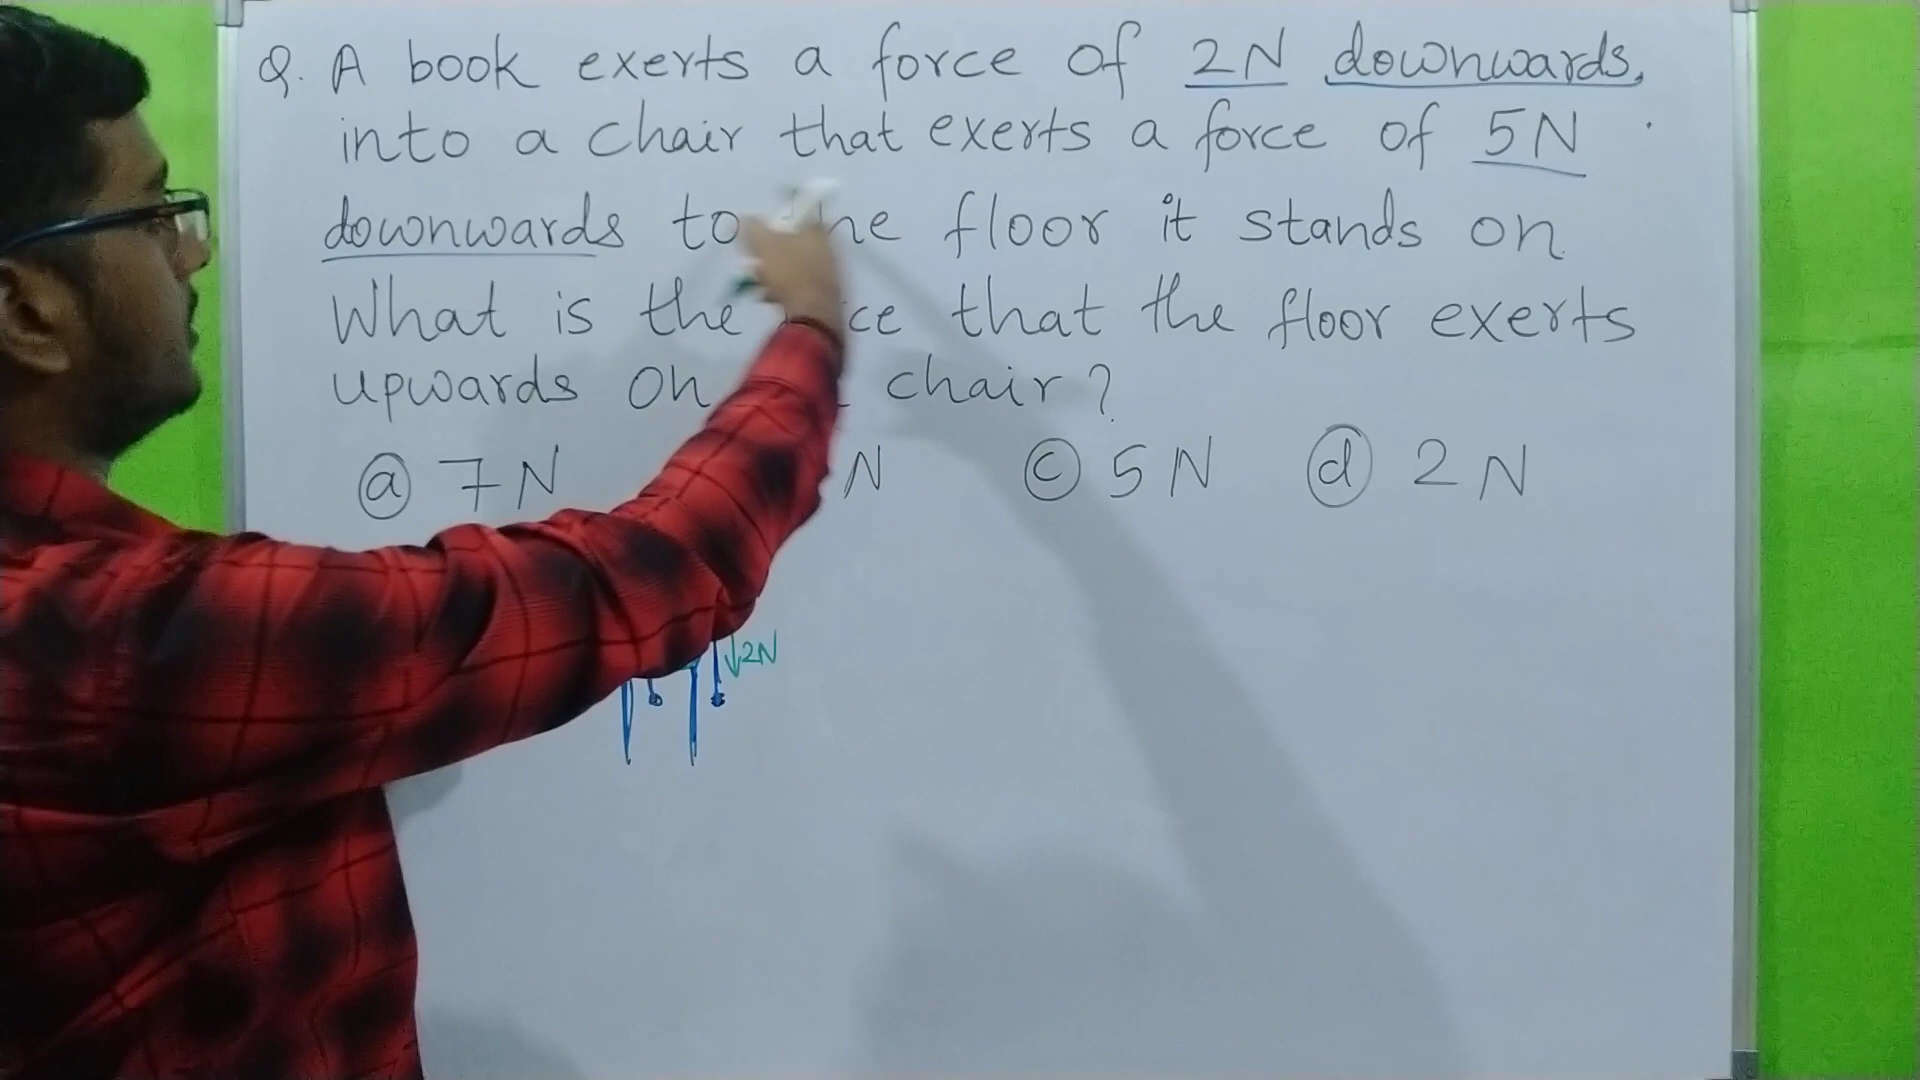 Q. A book exerts a force of 2N downwards,
into a chair that exerts a force of 5N
downwards to he floor it stands on
What is the ce that the floor exerts
upwards on chair?
ⓐ 7N N ⓒ 5N ⓓ 2N
↓2N